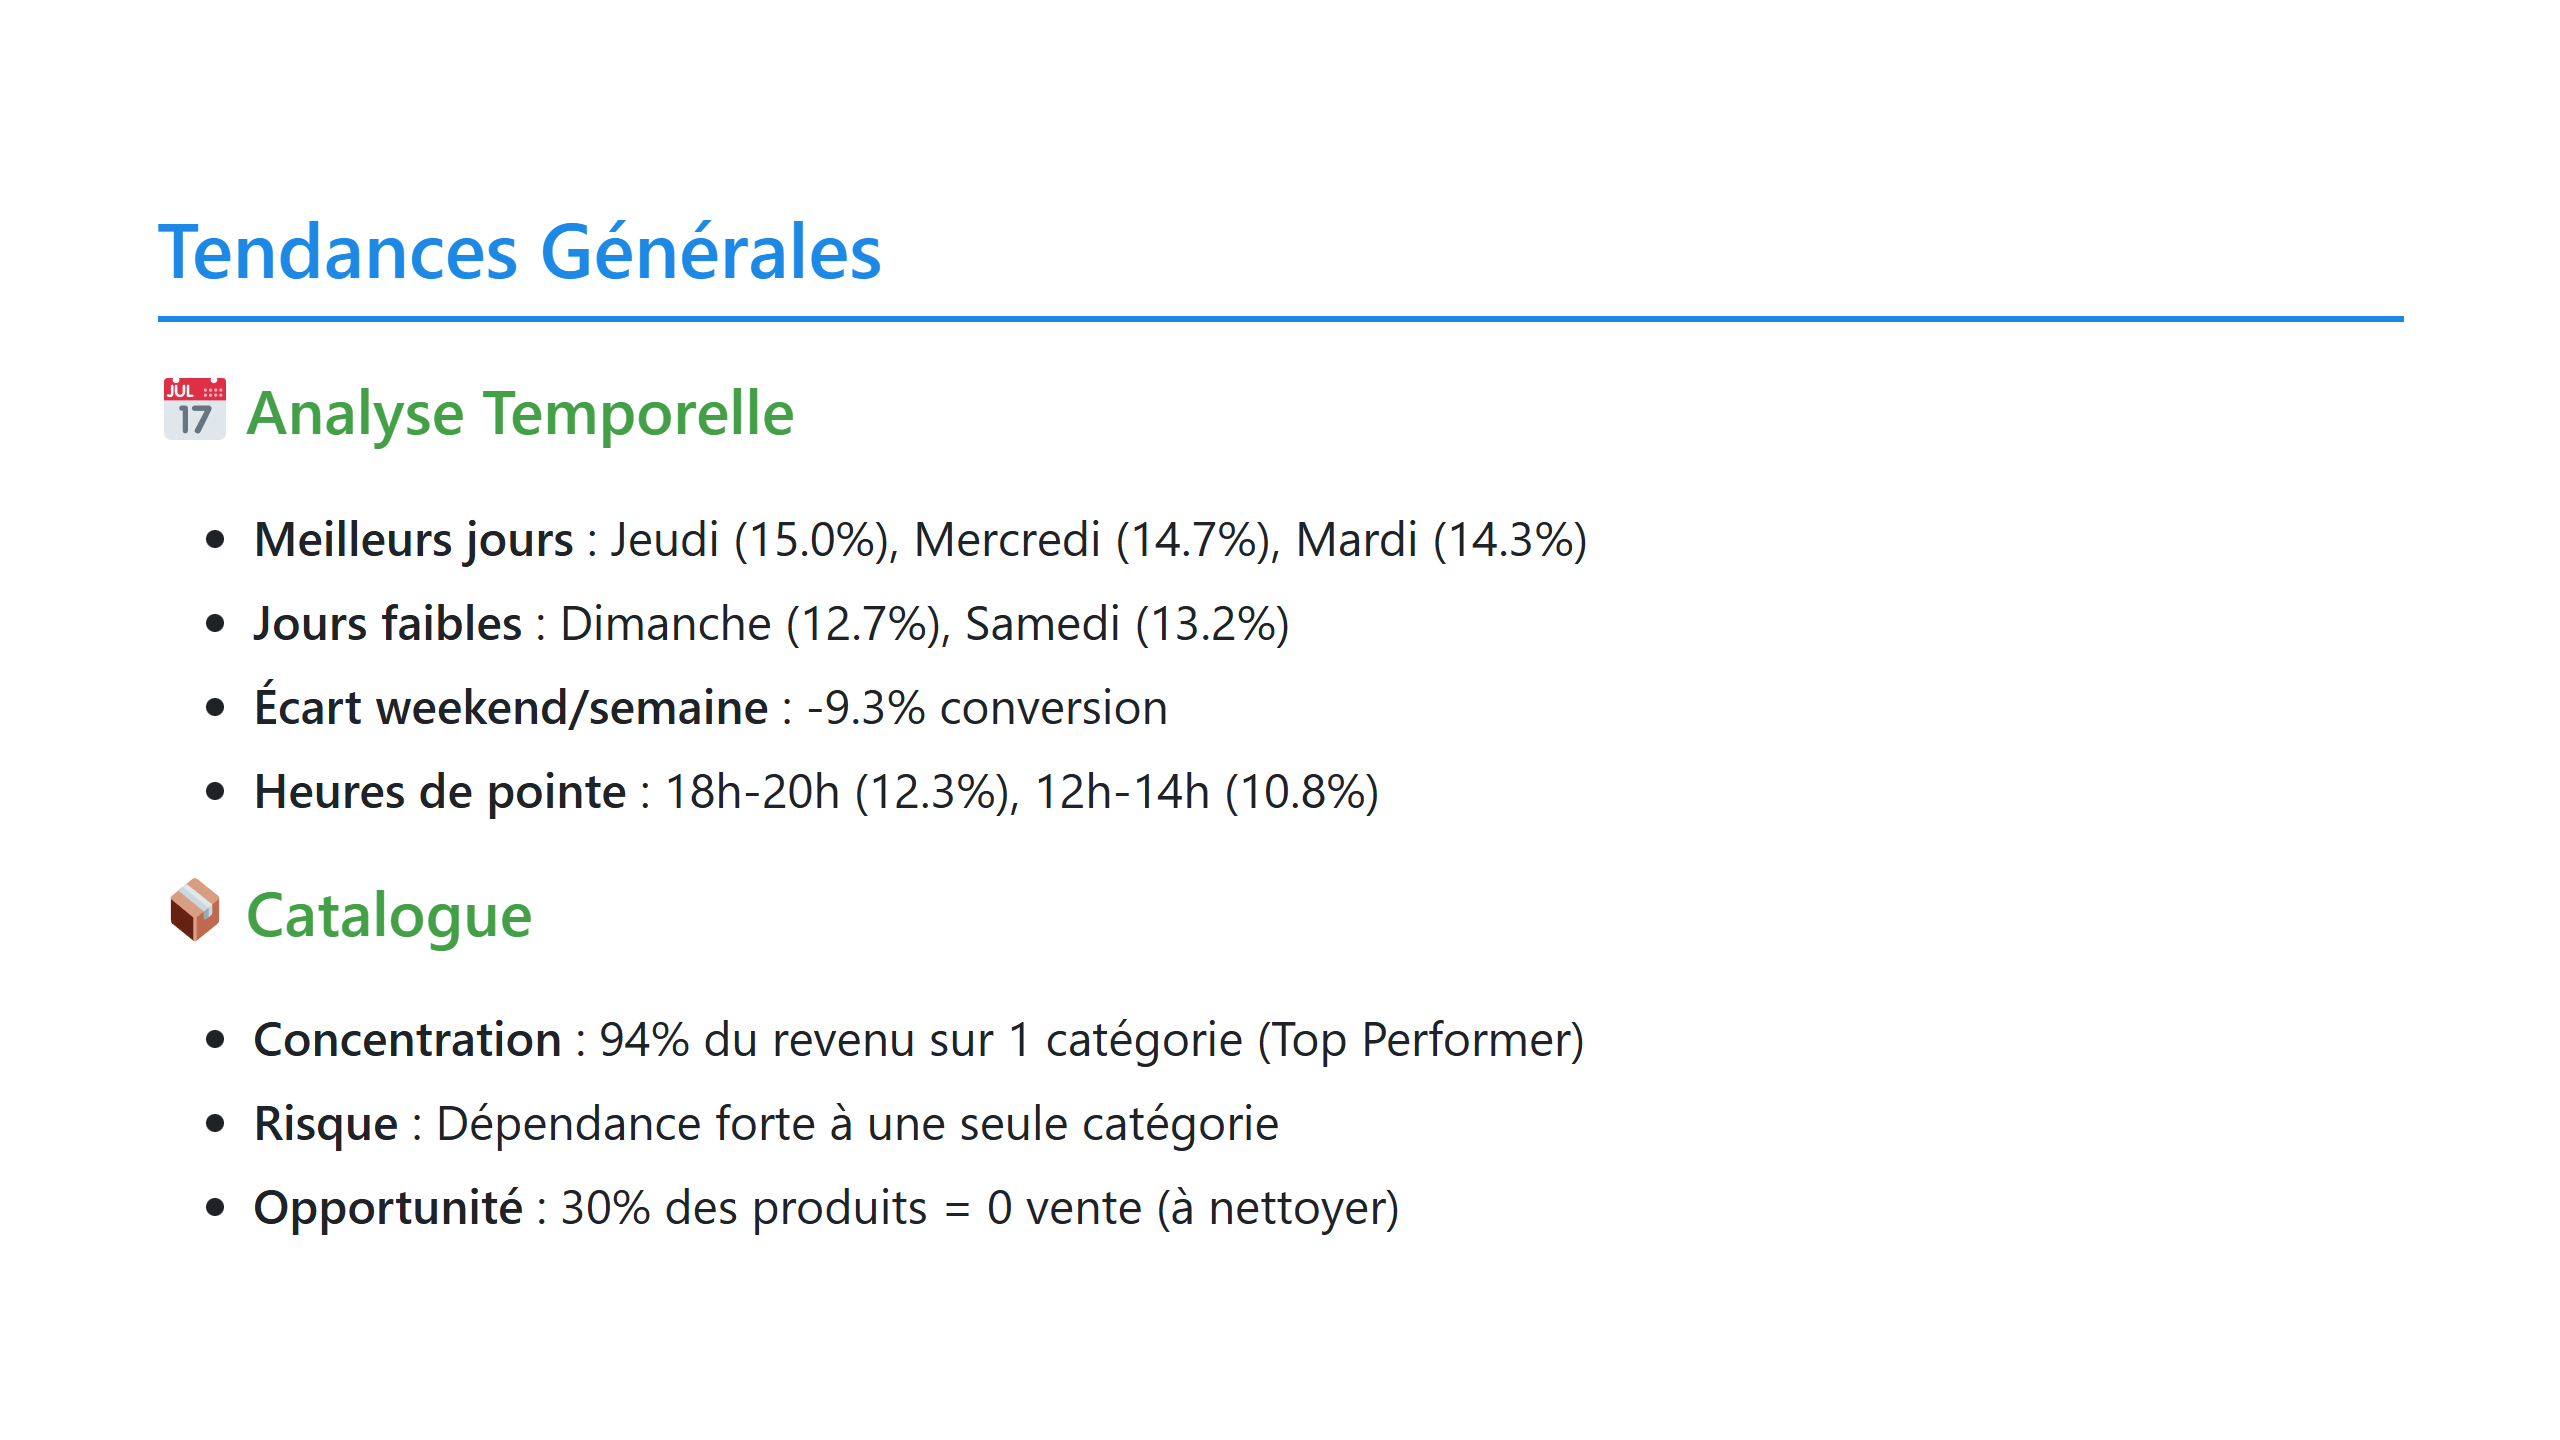 Tendances Générales
JUL
17
Analyse Temporelle
Meilleurs jours : Jeudi (15.0%), Mercredi (14.7%), Mardi (14.3%)
Jours faibles : Dimanche (12.7%), Samedi (13.2%)
Écart weekend/semaine : -9.3% conversion
Heures de pointe : 18h-20h (12.3%), 12h-14h (10.8%)
Catalogue
Concentration : 94% du revenu sur 1 catégorie (Top Performer)
Risque : Dépendance forte à une seule catégorie
Opportunité : 30% des produits = 0 vente (à nettoyer)